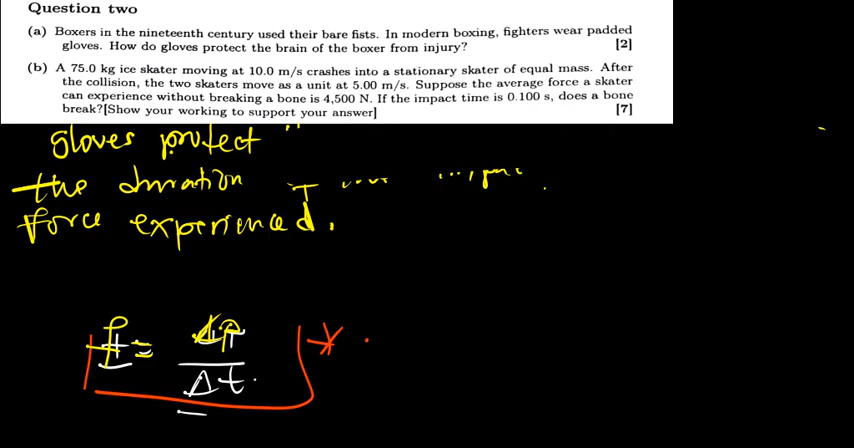 Question two
(a) Boxers in the nineteenth century used their bare fists. In modern boxing, fighters wear padded
gloves. How do gloves protect the brain of the boxer from injury? [2]
(b) A 75.0 kg ice skater moving at 10.0 m/s crashes into a stationary skater of equal mass. After
the collision, the two skaters move as a unit at 5.00 m/s. Suppose the average force a skater
can experience without breaking a bone is 4,500 N. If the impact time is 0.100 s, does a bone
break?[Show your working to support your answer] [7]
gloves protect
the duration
force experienced.
f = Δp
Δt.